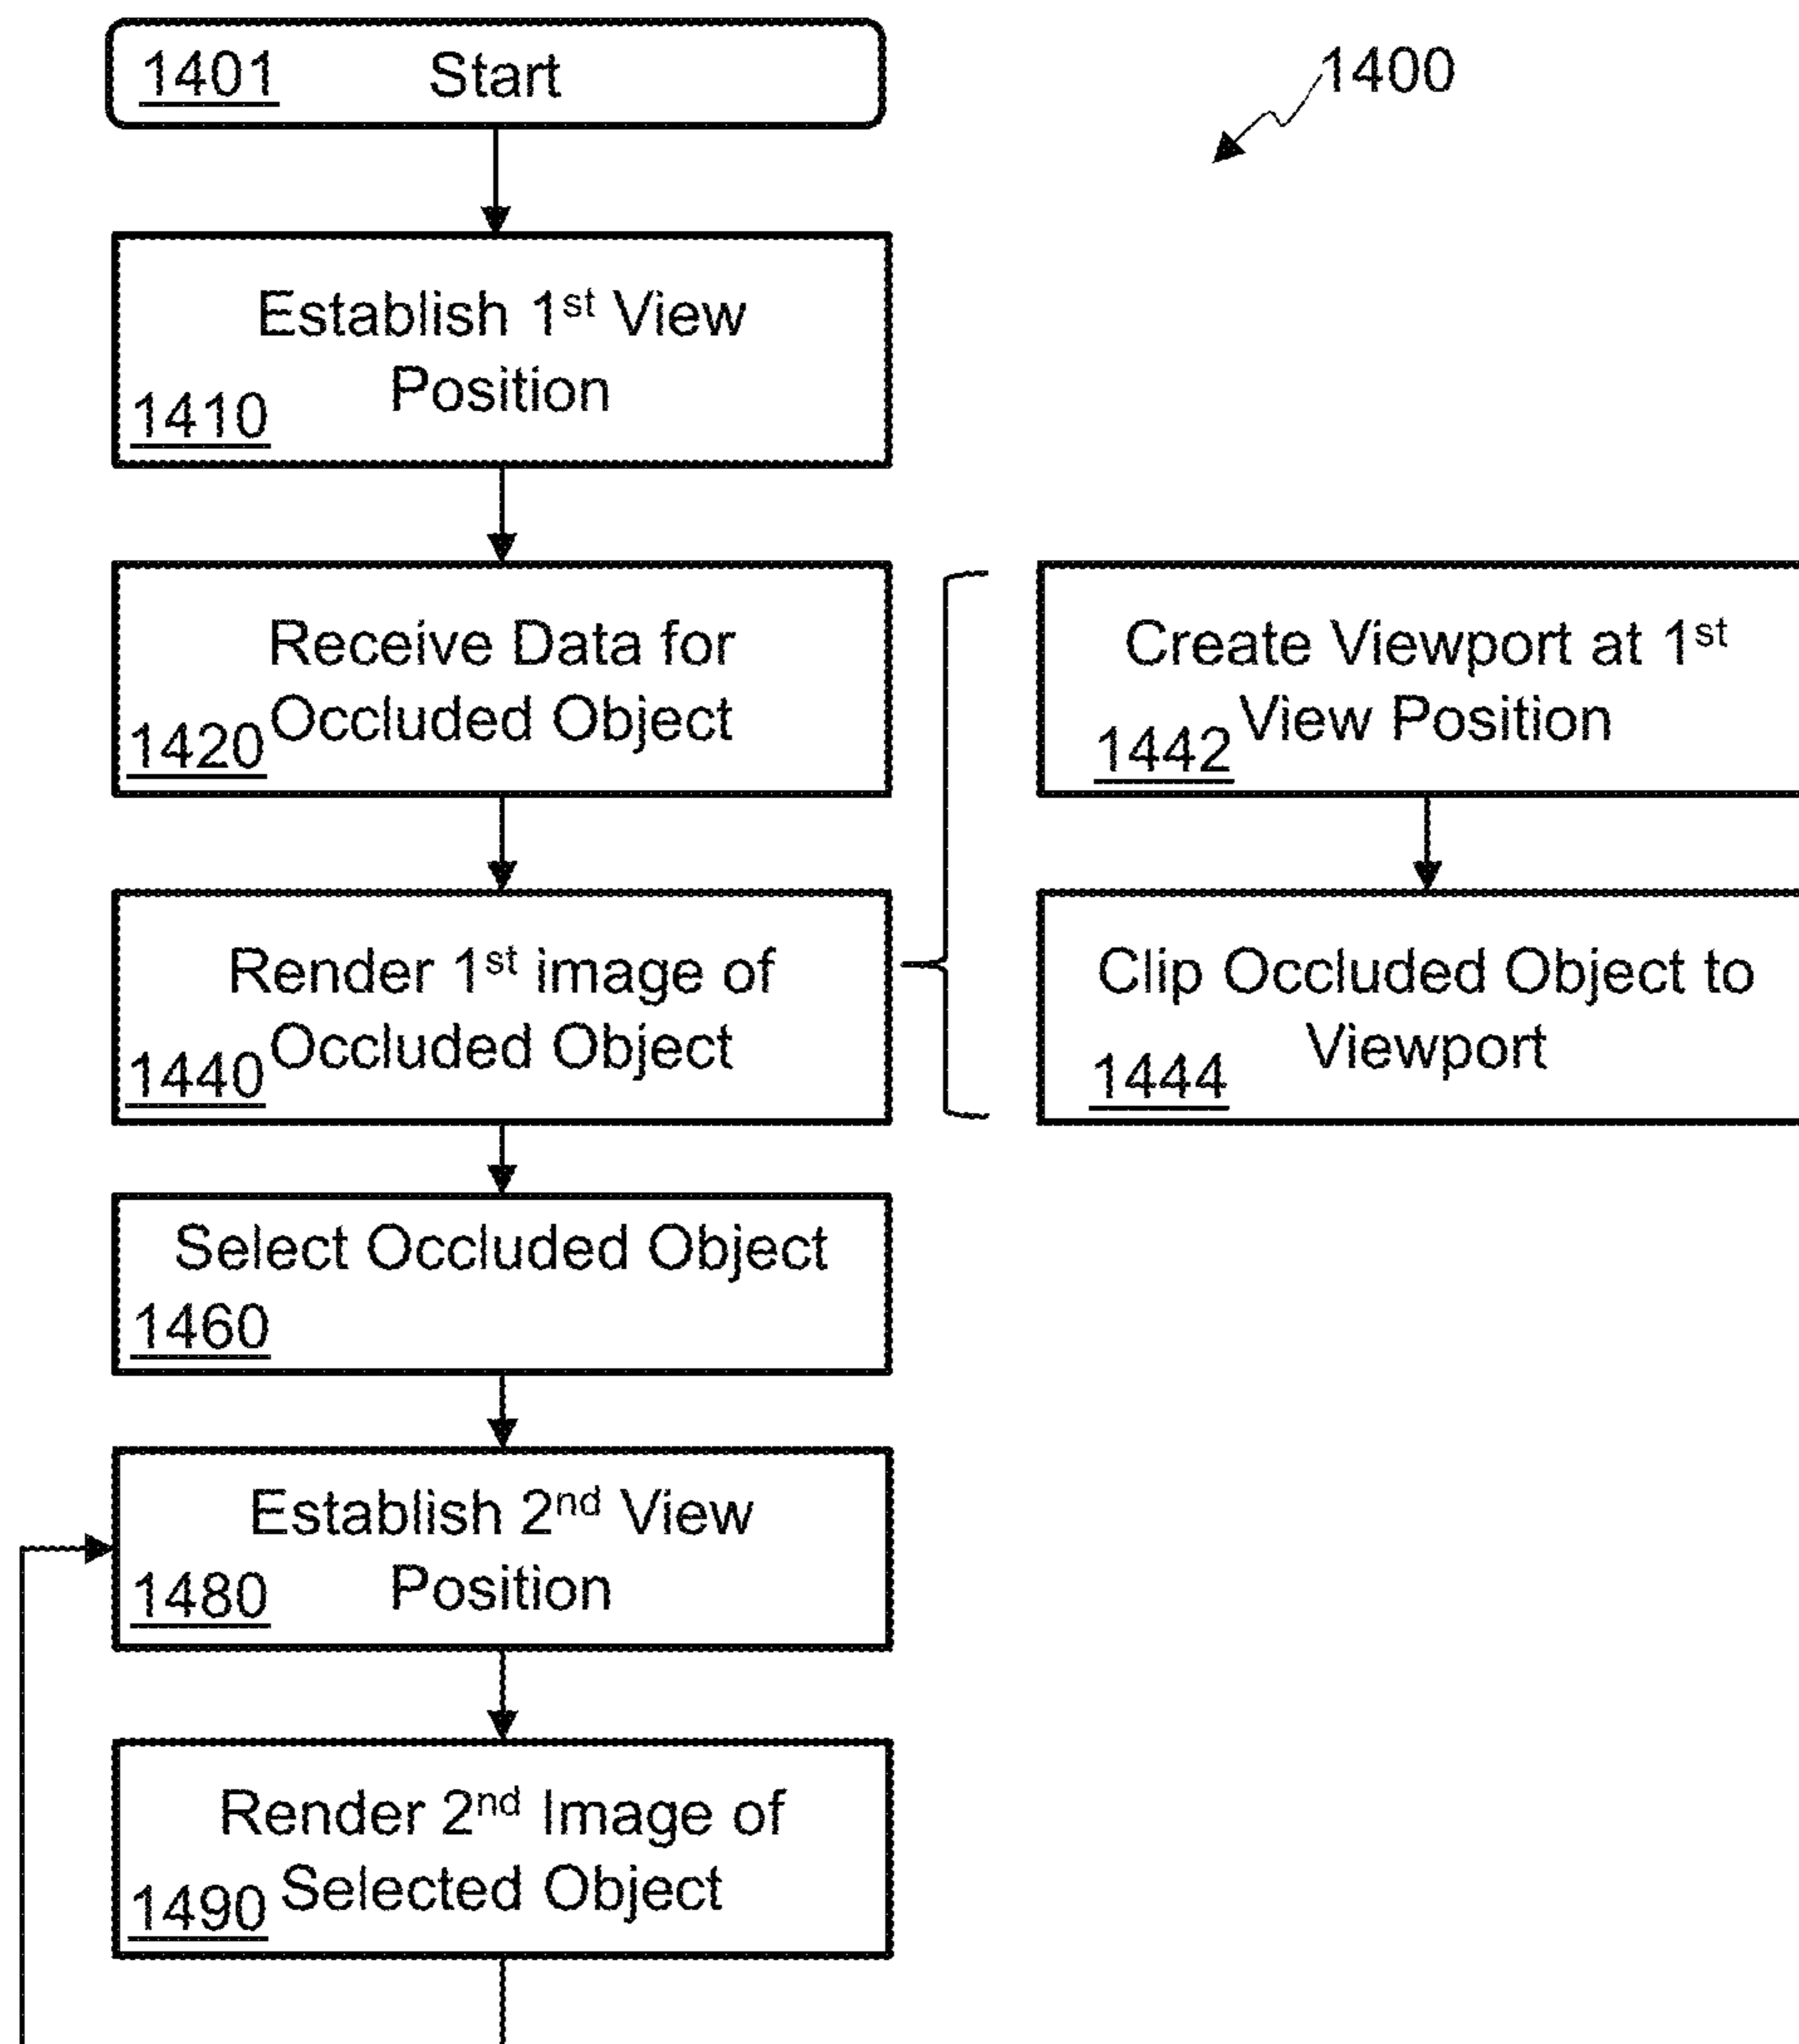 1401 Start
1400
Establish 1st View
Position
1410
Receive Data for
Occluded Object
1420
Create Viewport at 1st
View Position
1442
Render 1st image of
Occluded Object
1440
Clip Occluded Object to
Viewport
1444
Select Occluded Object
1460
Establish 2nd View
Position
1480
Render 2nd Image of
Selected Object
1490